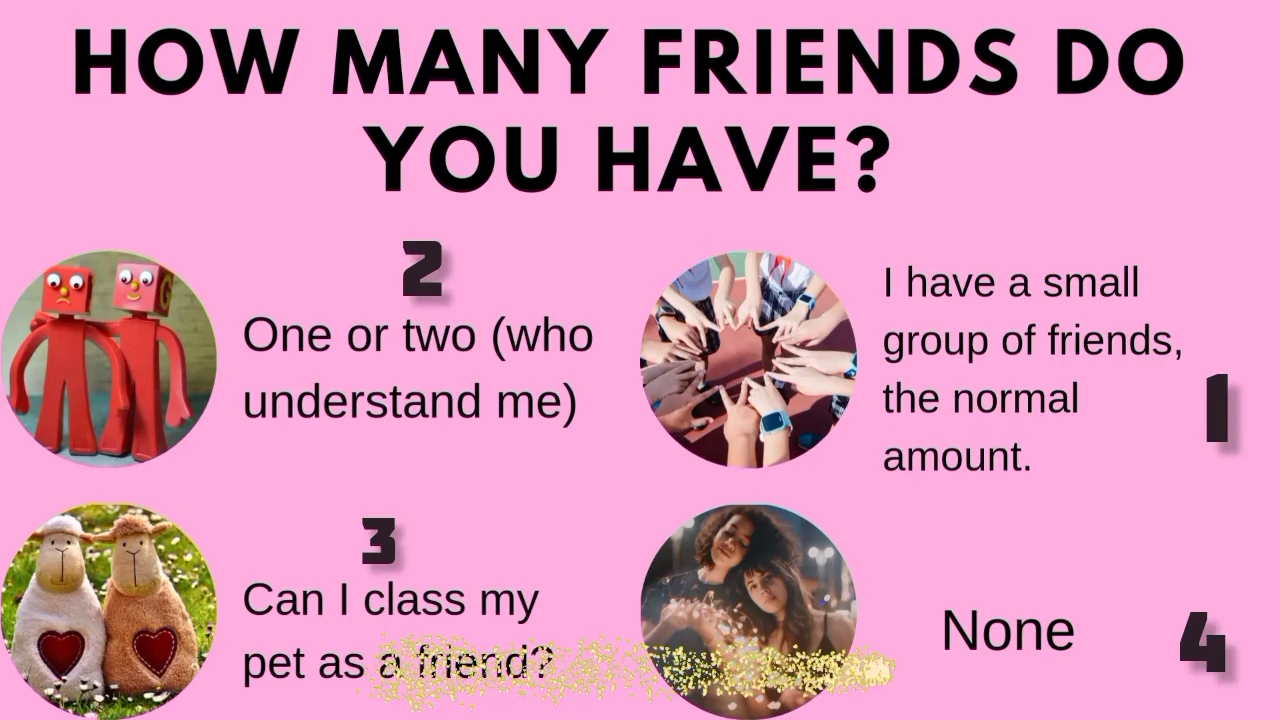 HOW MANY FRIENDS DO
YOU HAVE?
2
One or two (who
understand me)
I have a small
group of friends,
the normal
amount.
1
3
Can I class my
pet as a friend?
None
4